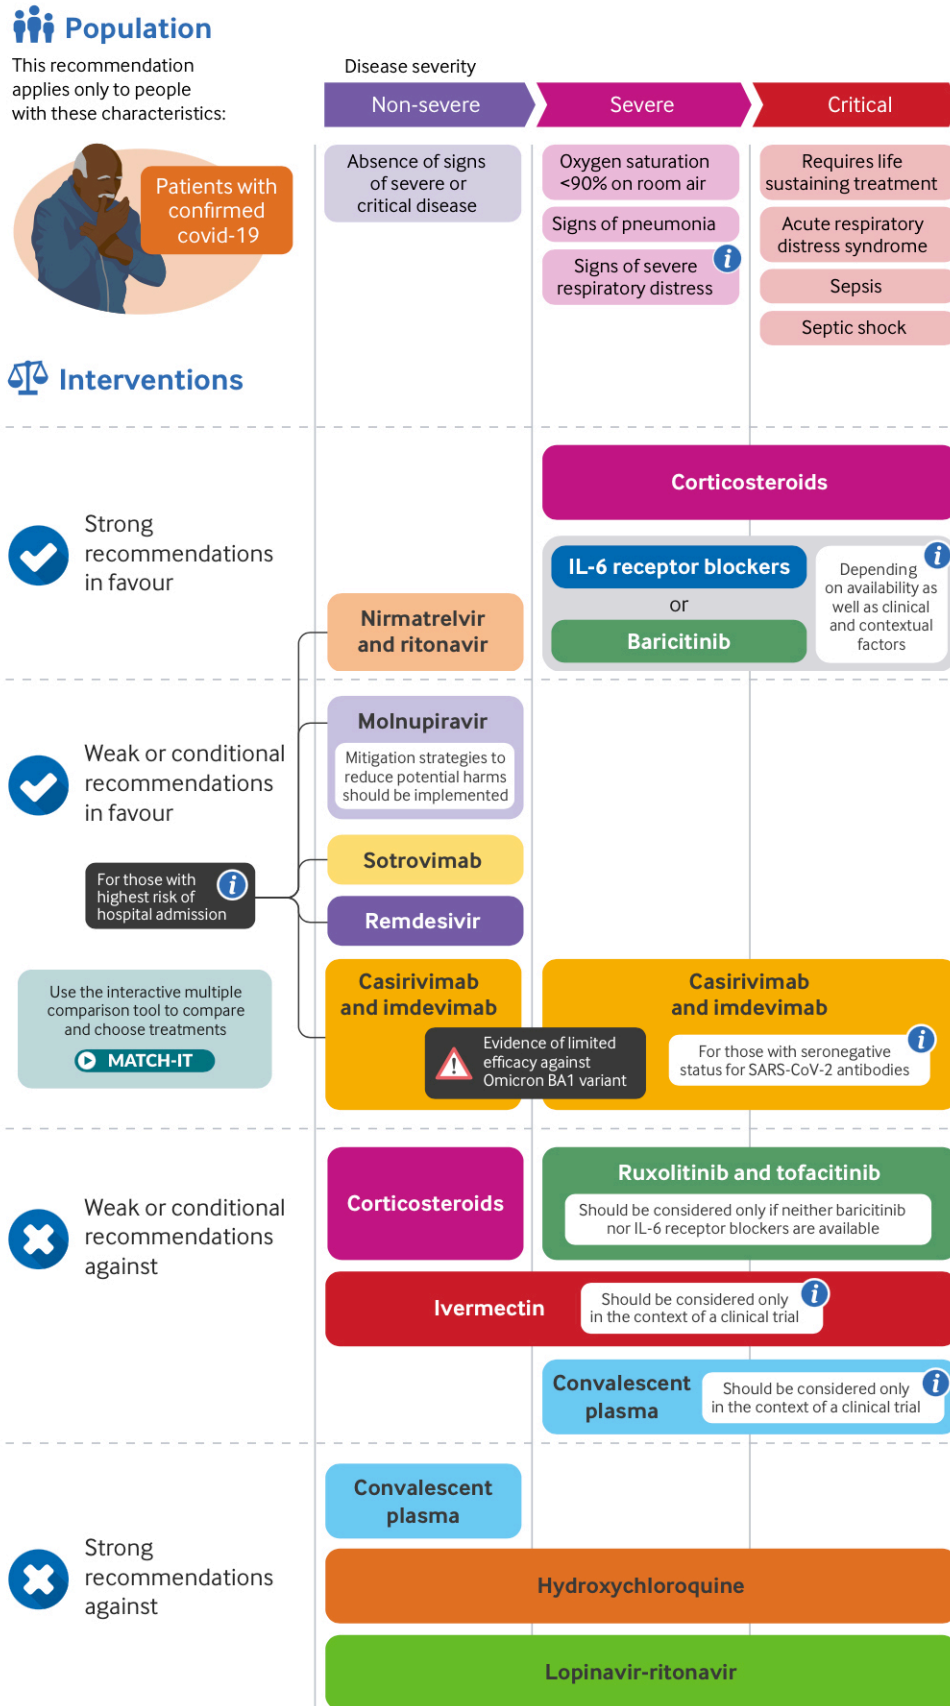 Population
This recommendation
applies only to people
with these characteristics:
Patients with
confirmed
covid-19
Disease severity
Non-severe
Severe
Critical
Absence of signs
of severe or
critical disease
Oxygen saturation
<90% on room air
Signs of pneumonia
Signs of severe
respiratory distress
i
Requires life
sustaining treatment
Acute respiratory
distress syndrome
Sepsis
Septic shock
Interventions
Strong
recommendations
in favour
Corticosteroids
IL-6 receptor blockers
or
Baricitinib
Depending
on availability as
well as clinical
and contextual
factors
i
Nirmatrelvir
and ritonavir
Weak or conditional
recommendations
in favour
Molnupiravir
Mitigation strategies to
reduce potential harms
should be implemented
Sotrovimab
For those with
highest risk of
hospital admission
i
Remdesivir
Use the interactive multiple
comparison tool to compare
and choose treatments
MATCH-IT
Casirivimab
and imdevimab
Evidence of limited
efficacy against
Omicron BA1 variant
Casirivimab
and imdevimab
For those with seronegative
status for SARS-CoV-2 antibodies
i
Weak or conditional
recommendations
against
Corticosteroids
Ruxolitinib and tofacitinib
Should be considered only if neither baricitinib
nor IL-6 receptor blockers are available
Ivermectin
Should be considered only
in the context of a clinical trial
i
Convalescent
plasma
Should be considered only
in the context of a clinical trial
i
Strong
recommendations
against
Convalescent
plasma
Hydroxychloroquine
Lopinavir-ritonavir